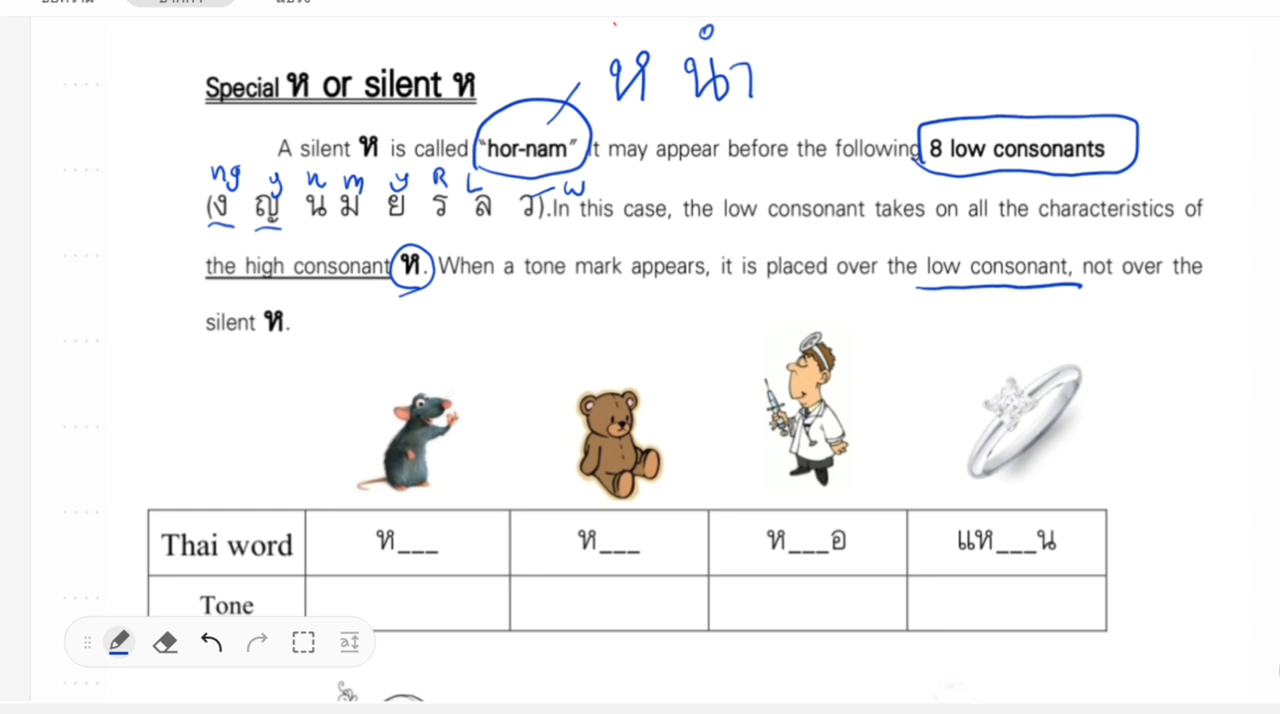 ห นำ
Special ห or silent ห
A silent ห is called "hor-nam" It may appear before the following 8 low consonants
ng y n m y R L w
(ง ญ น ม ย ร ล ว).In this case, the low consonant takes on all the characteristics of
the high consonant ห. When a tone mark appears, it is placed over the low consonant, not over the
silent ห.
Thai word ห___ ห___ ห___อ แห___น
Tone